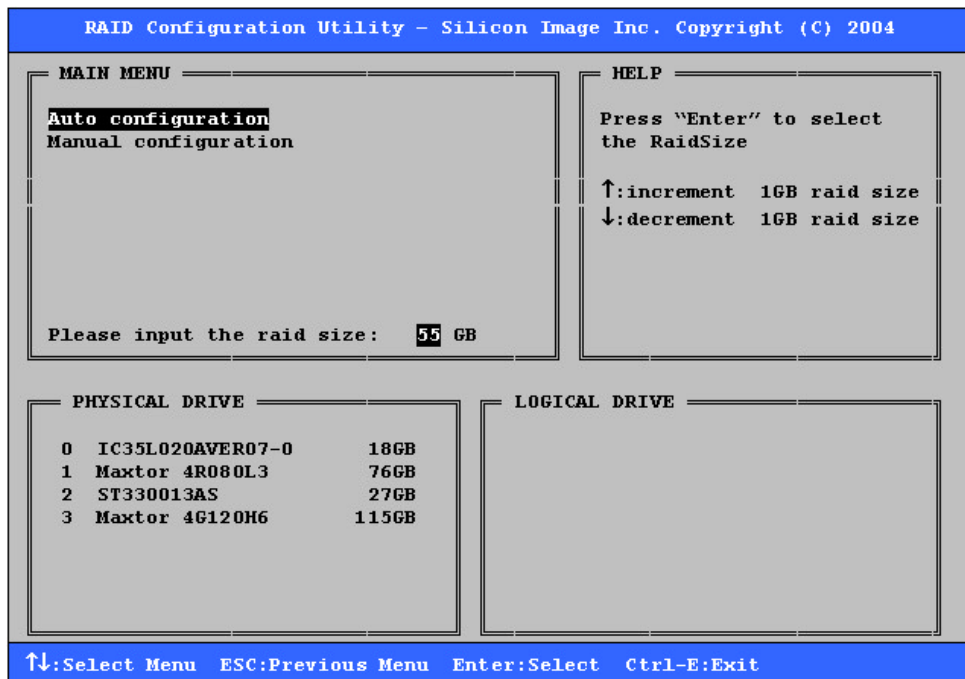 RAID Configuration Utility – Silicon Image Inc. Copyright (C) 2004
MAIN MENU
Auto configuration
Manual configuration
Please input the raid size: 55 GB
HELP
Press “Enter” to select
the RaidSize
↑:increment 1GB raid size
↓:decrement 1GB raid size
PHYSICAL DRIVE
0 IC35L020AVER07-0 18GB
1 Maxtor 4R080L3 76GB
2 ST330013AS 27GB
3 Maxtor 4G120H6 115GB
LOGICAL DRIVE
↑↓:Select Menu ESC:Previous Menu Enter:Select Ctrl-E:Exit